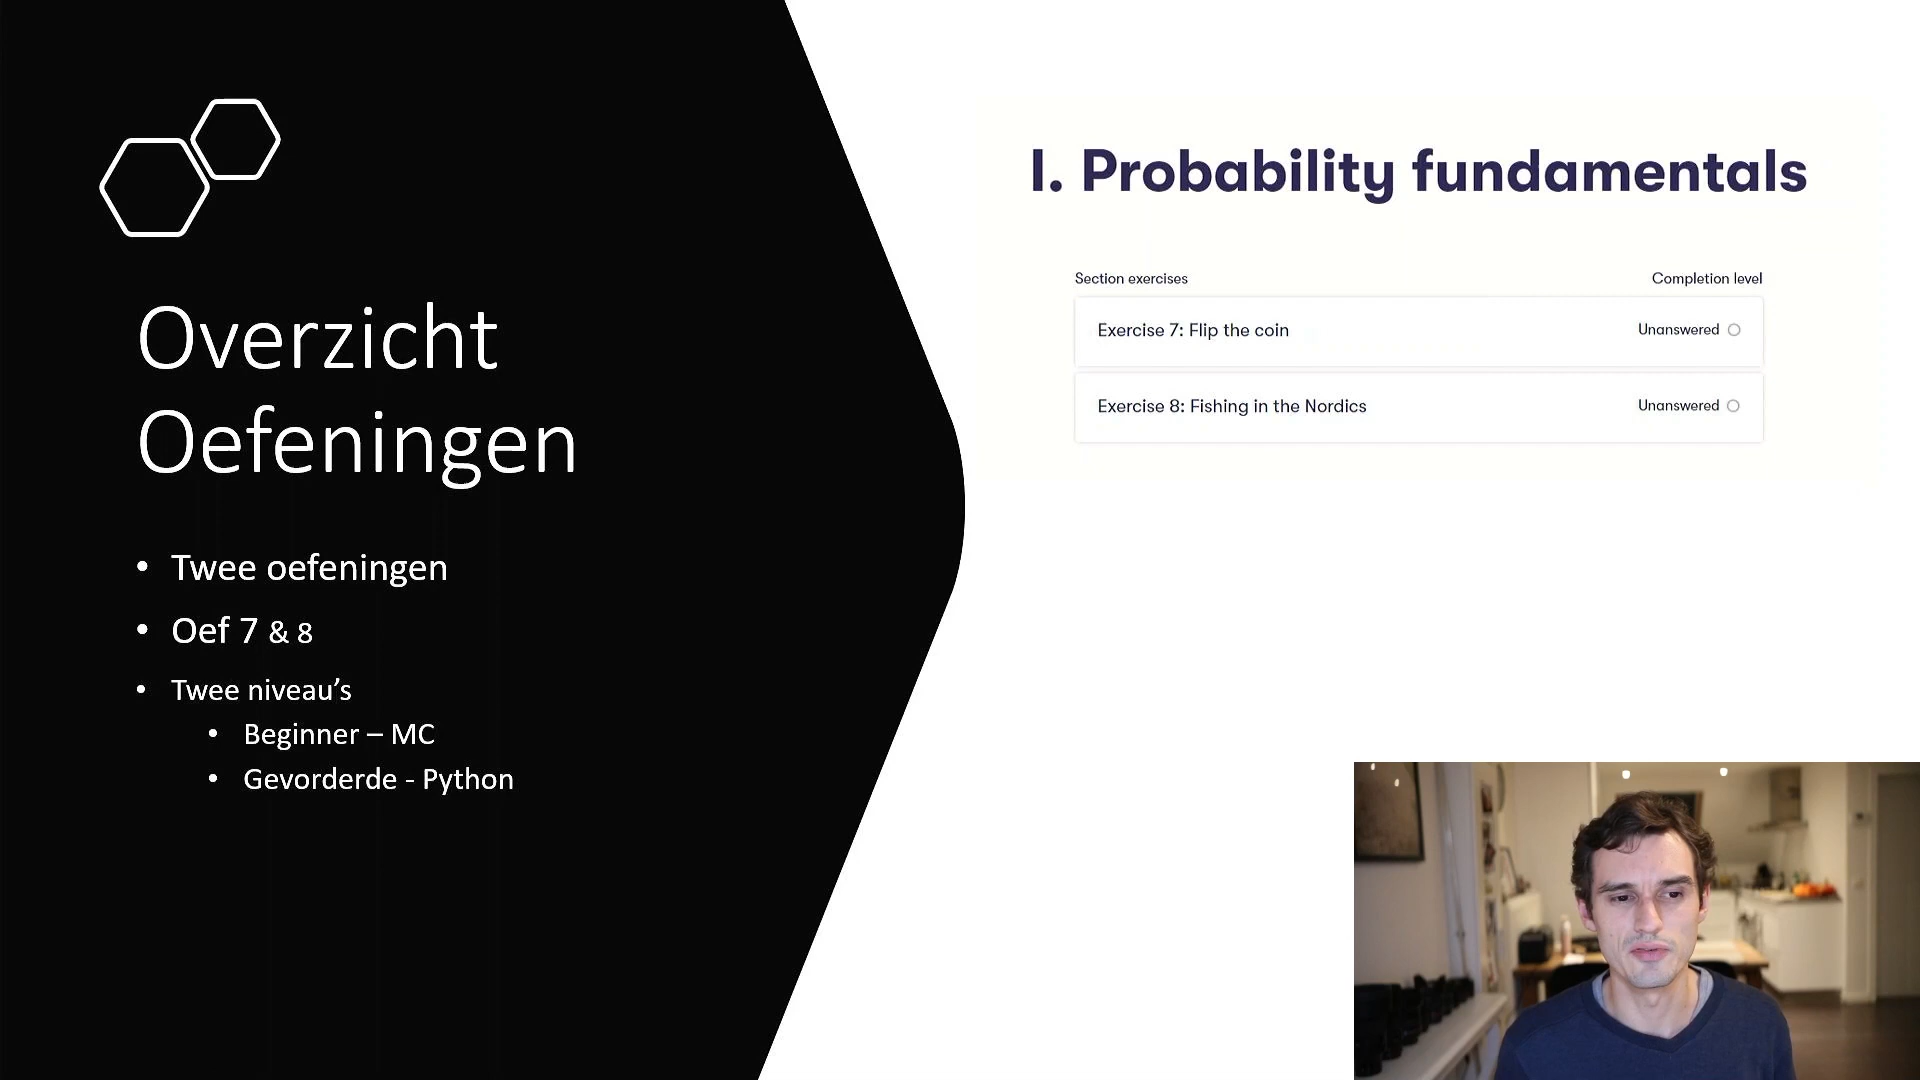 Overzicht
Oefeningen
• Twee oefeningen
• Oef 7 & 8
• Twee niveau’s
• Beginner – MC
• Gevorderde - Python
I. Probability fundamentals
Section exercises Completion level
Exercise 7: Flip the coin Unanswered
Exercise 8: Fishing in the Nordics Unanswered